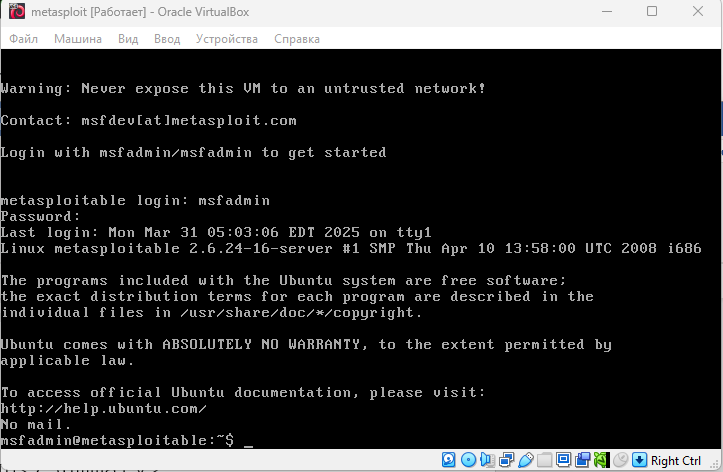 metasploit [Работает] - Oracle VirtualBox
Файл Машина Вид Ввод Устройства Справка
Warning: Never expose this VM to an untrusted network!
Contact: msfdev[at]metasploit.com
Login with msfadmin/msfadmin to get started
metasploitable login: msfadmin
Password:
Last login: Mon Mar 31 05:03:06 EDT 2025 on tty1
Linux metasploitable 2.6.24-16-server #1 SMP Thu Apr 10 13:58:00 UTC 2008 i686
The programs included with the Ubuntu system are free software;
the exact distribution terms for each program are described in the
individual files in /usr/share/doc/*/copyright.
Ubuntu comes with ABSOLUTELY NO WARRANTY, to the extent permitted by
applicable law.
To access official Ubuntu documentation, please visit:
http://help.ubuntu.com/
No mail.
msfadmin@metasploitable:~$ _
Right Ctrl